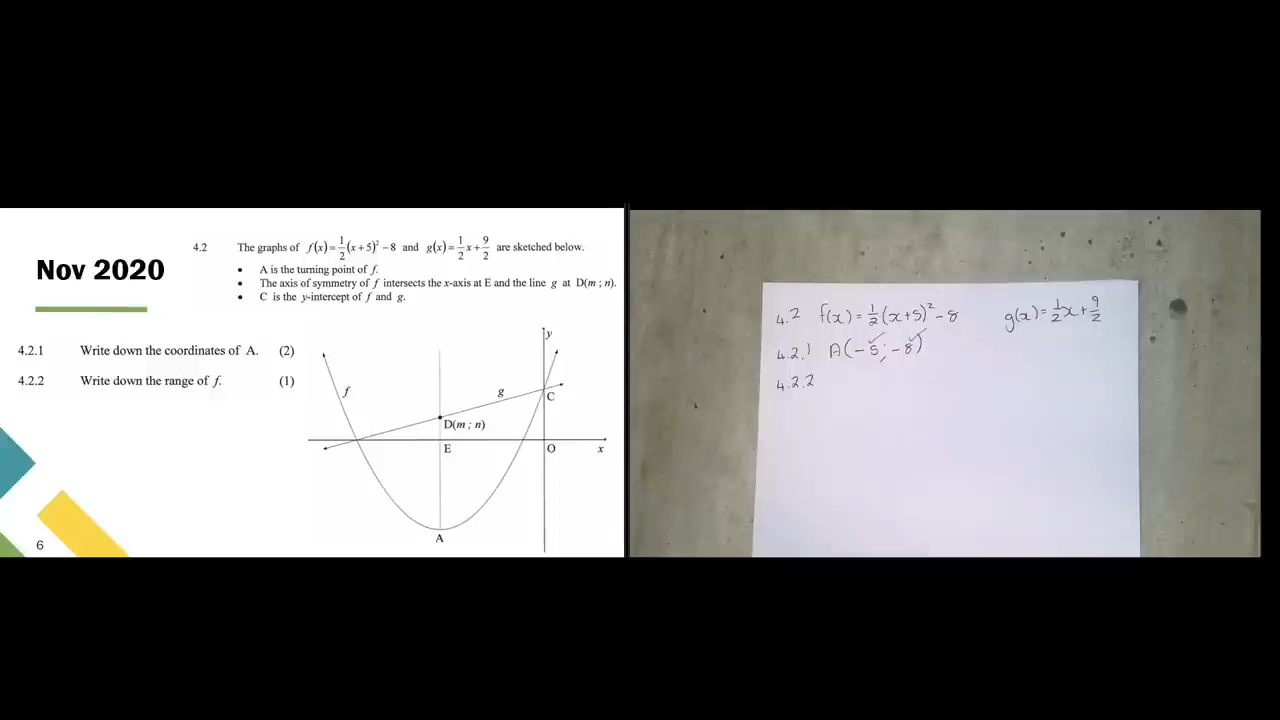 Nov 2020
4.2 The graphs of f(x) = 1/2(x+5)² − 8 and g(x) = 1/2x + 9/2 are sketched below.
• A is the turning point of f.
• The axis of symmetry of f intersects the x-axis at E and the line g at D(m ; n).
• C is the y-intercept of f and g.
4.2.1 Write down the coordinates of A. (2)
4.2.2 Write down the range of f. (1)
y
f
g
C
D(m ; n)
E
O
x
A
6
4.2 f(x) = 1/2(x+5)² − 8 g(x) = 1/2x + 9/2
4.2.1 A(−5; −8)
4.2.2